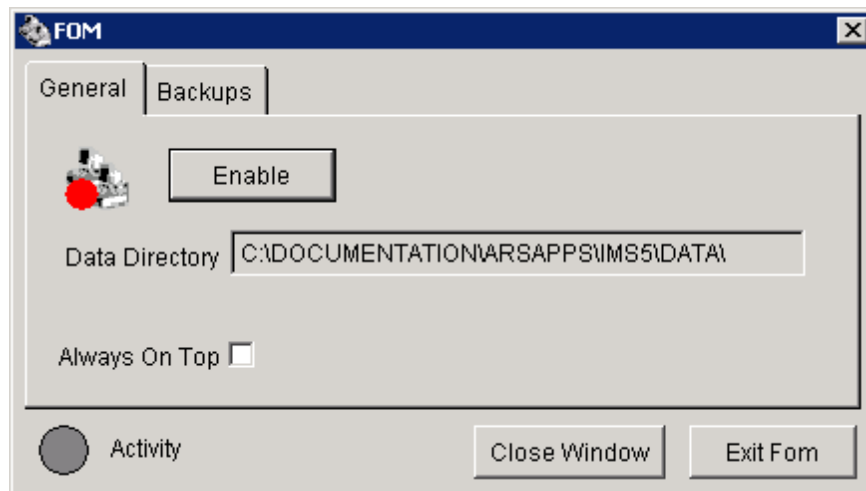 FOM
General Backups
Enable
Data Directory C:\DOCUMENTATION\ARSAPPS\IMS5\DATA\
Always On Top
Activity Close Window Exit Fom